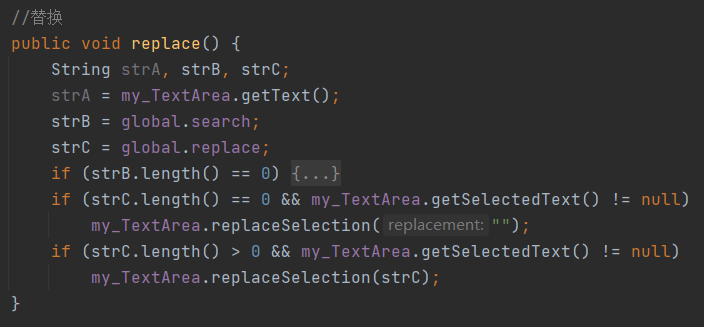 //替换
public void replace() {
    String strA, strB, strC;
    strA = my_TextArea.getText();
    strB = global.search;
    strC = global.replace;
    if (strB.length() == 0) {...}
    if (strC.length() == 0 && my_TextArea.getSelectedText() != null)
        my_TextArea.replaceSelection( replacement: "");
    if (strC.length() > 0 && my_TextArea.getSelectedText() != null)
        my_TextArea.replaceSelection(strC);
}